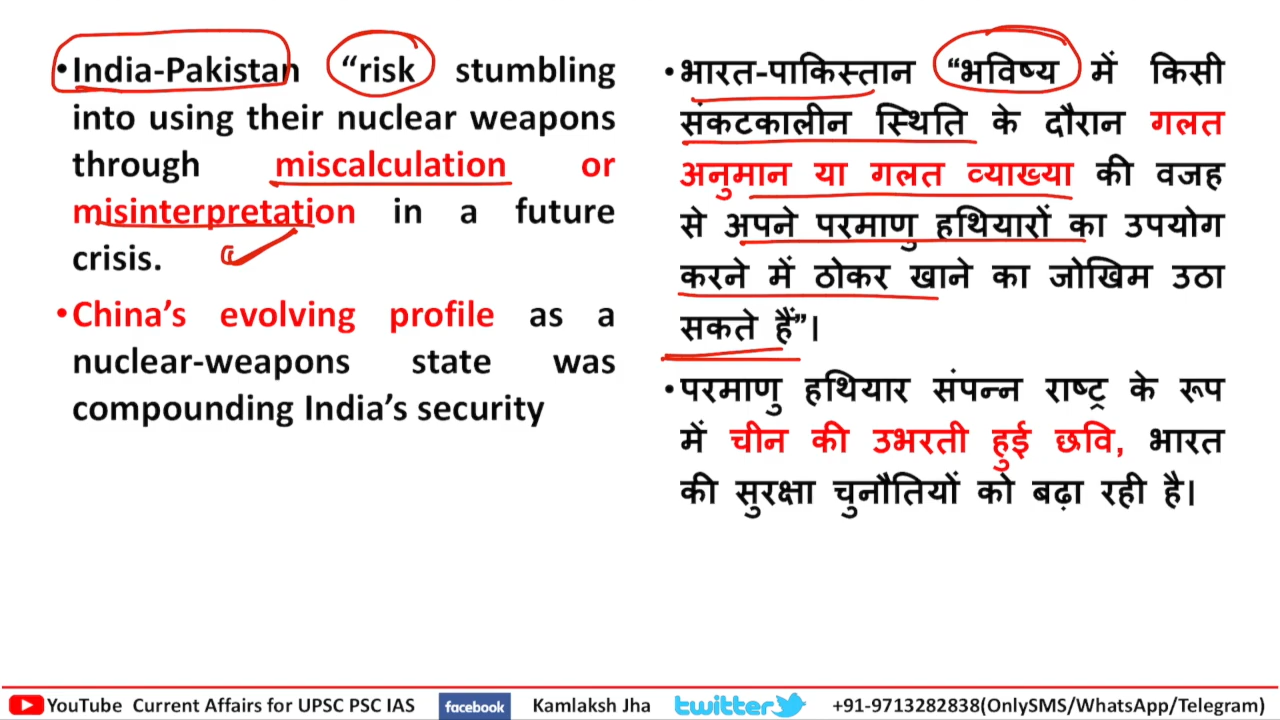 •India-Pakistan “risk stumbling
into using their nuclear weapons
through miscalculation or
misinterpretation in a future
crisis.
•China’s evolving profile as a
nuclear-weapons state was
compounding India’s security
•भारत-पाकिस्तान “भविष्य में किसी
संकटकालीन स्थिति के दौरान गलत
अनुमान या गलत व्याख्या की वजह
से अपने परमाणु हथियारों का उपयोग
करने में ठोकर खाने का जोखिम उठा
सकते हैं”।
•परमाणु हथियार संपन्न राष्ट्र के रूप
में चीन की उभरती हुई छवि, भारत
की सुरक्षा चुनौतियों को बढ़ा रही है।
YouTube Current Affairs for UPSC PSC IAS facebook Kamlaksh Jha twitter +91-9713282838(OnlySMS/WhatsApp/Telegram)